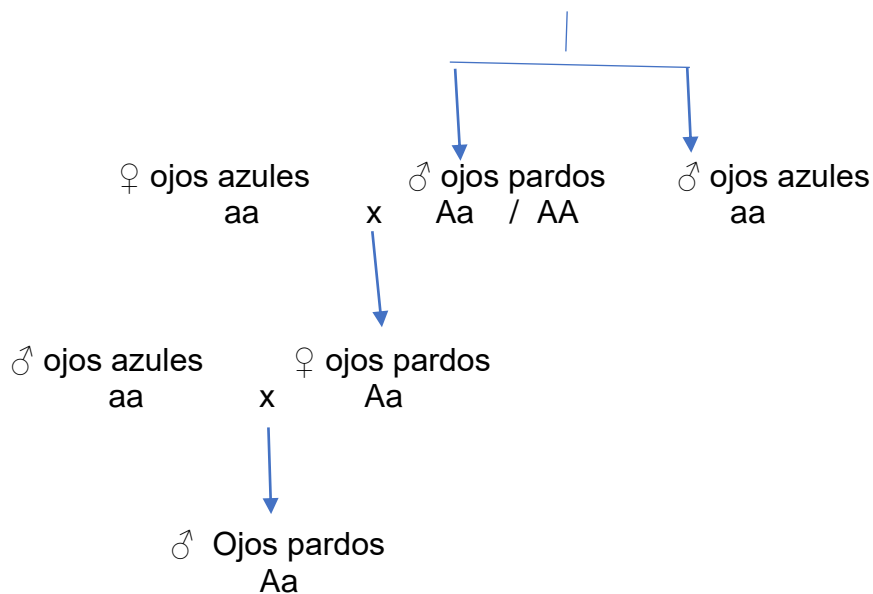 ♀ ojos azules ♂ ojos pardos ♂ ojos azules
aa x Aa / AA aa
♂ ojos azules ♀ ojos pardos
aa x Aa
♂ Ojos pardos
Aa